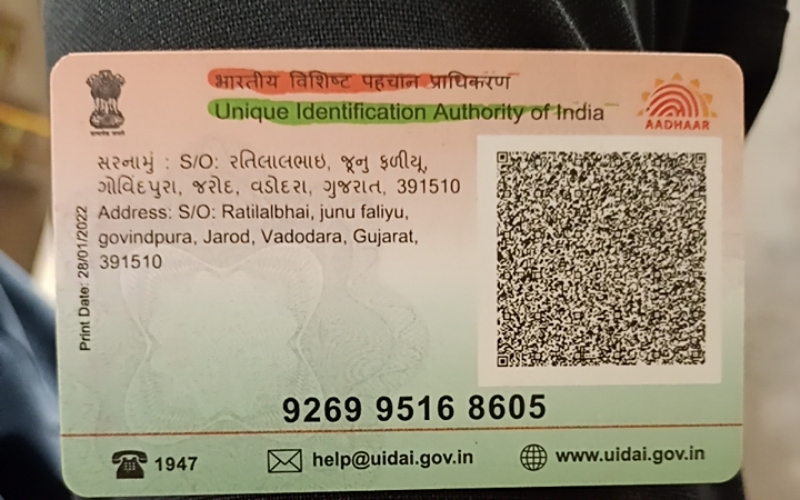 भारतीय विशिष्ट पहचान प्राधिकरण
Unique Identification Authority of India
AADHAAR
સરનામું : S/O: રતિલાલભાઇ, જૂનુ ફળીયૂ,
ગોવિંદપુરા, જરોદ, વડોદરા, ગુજરાત, 391510
Address: S/O: Ratilalbhai, junu faliyu,
govindpura, Jarod, Vadodara, Gujarat,
391510
Print Date: 28/01/2022
9269 9516 8605
1947
help@uidai.gov.in
www.uidai.gov.in